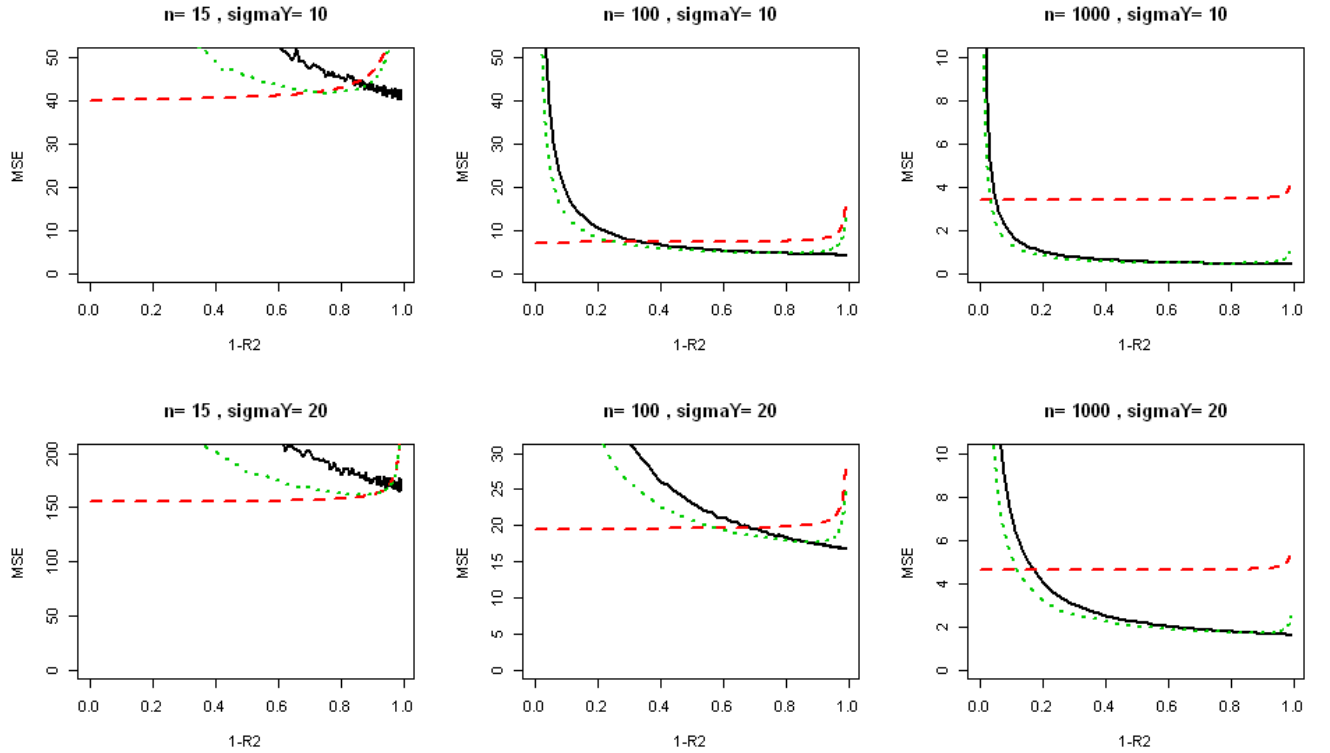 n= 15 , sigmaY= 10
MSE
0 10 20 30 40 50
0.0 0.2 0.4 0.6 0.8 1.0
1-R2
n= 100 , sigmaY= 10
MSE
0 10 20 30 40 50
0.0 0.2 0.4 0.6 0.8 1.0
1-R2
n= 1000 , sigmaY= 10
MSE
0 2 4 6 8 10
0.0 0.2 0.4 0.6 0.8 1.0
1-R2
n= 15 , sigmaY= 20
MSE
0 50 100 150 200
0.0 0.2 0.4 0.6 0.8 1.0
1-R2
n= 100 , sigmaY= 20
MSE
0 5 10 15 20 25 30
0.0 0.2 0.4 0.6 0.8 1.0
1-R2
n= 1000 , sigmaY= 20
MSE
0 2 4 6 8 10
0.0 0.2 0.4 0.6 0.8 1.0
1-R2